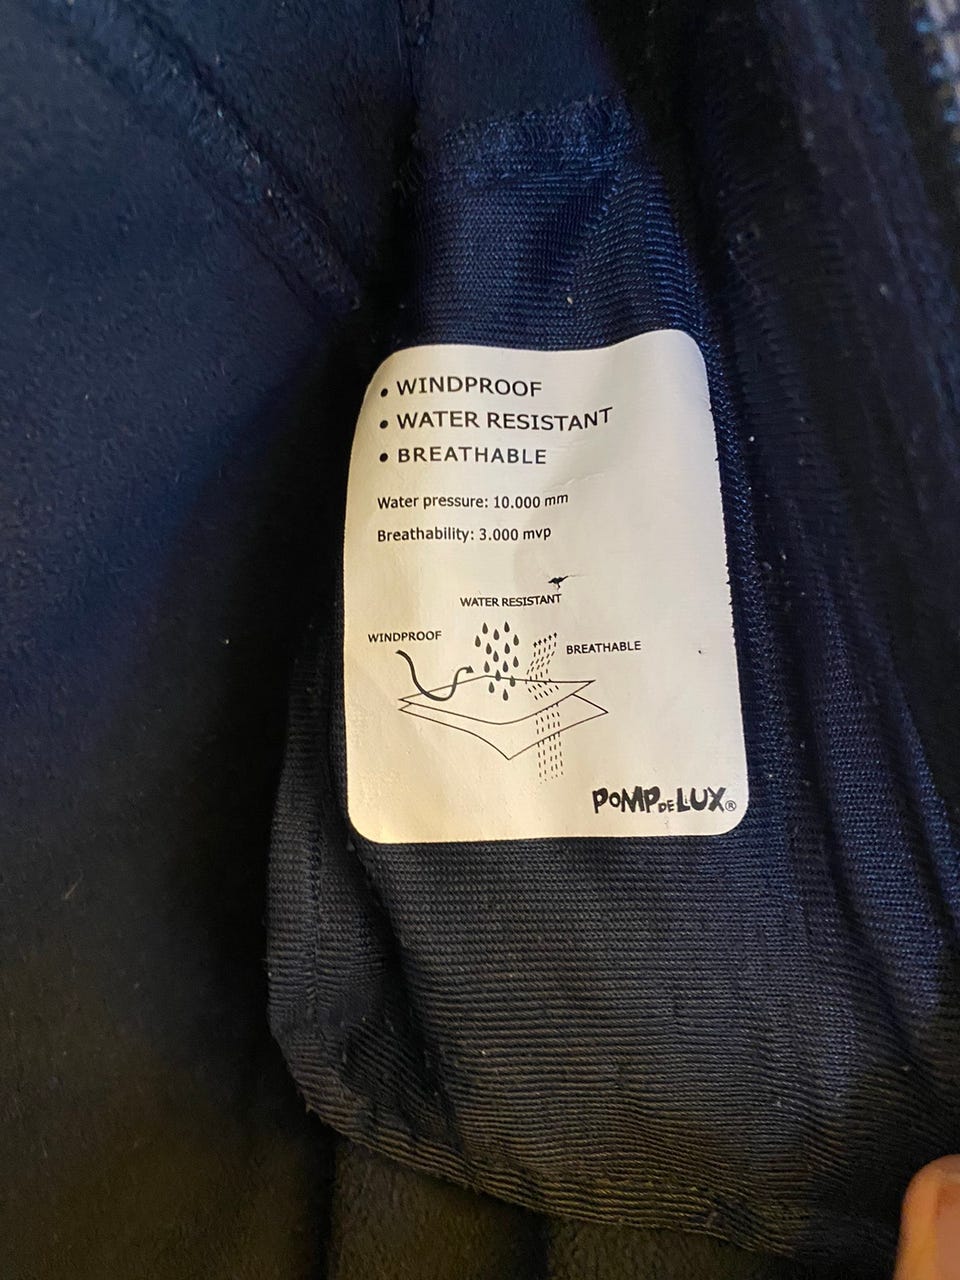 • WINDPROOF
• WATER RESISTANT
• BREATHABLE
Water pressure: 10.000 mm
Breathability: 3.000 mvp
WATER RESISTANT
WINDPROOF
BREATHABLE
POMPDELUX®